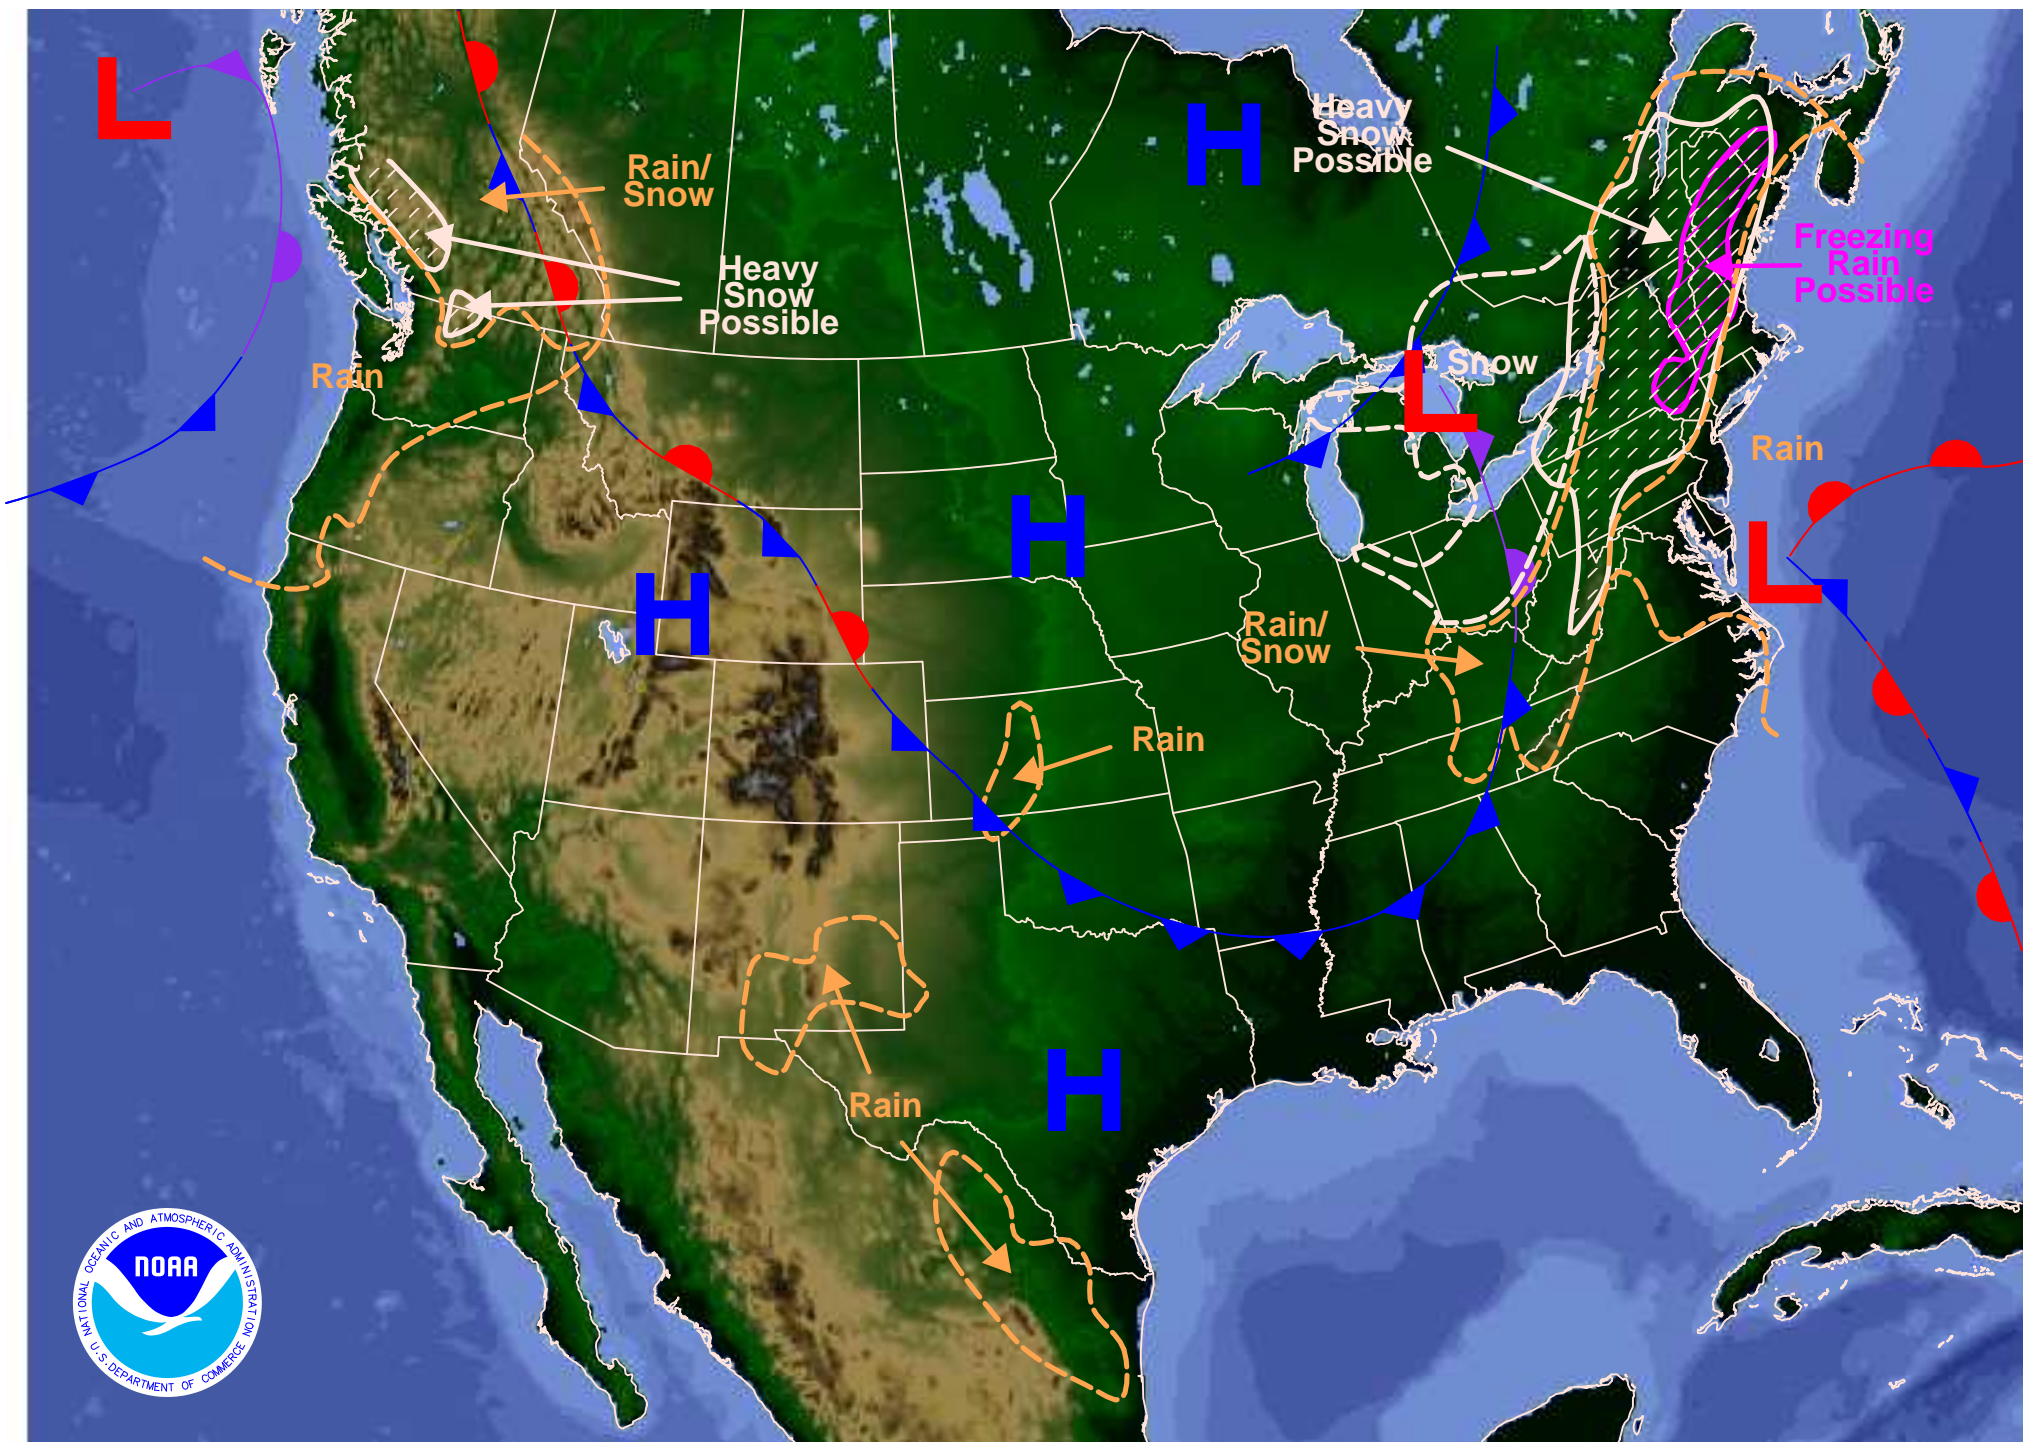 L
H
Heavy
Snow
Possible
Rain/
Snow
Freezing
Rain
Possible
Heavy
Snow
Possible
Rain
L
Snow
Rain
H
L
H
Rain/
Snow
Rain
H
Rain
NATIONAL OCEANIC AND ATMOSPHERIC ADMINISTRATION
NOAA
U.S. DEPARTMENT OF COMMERCE